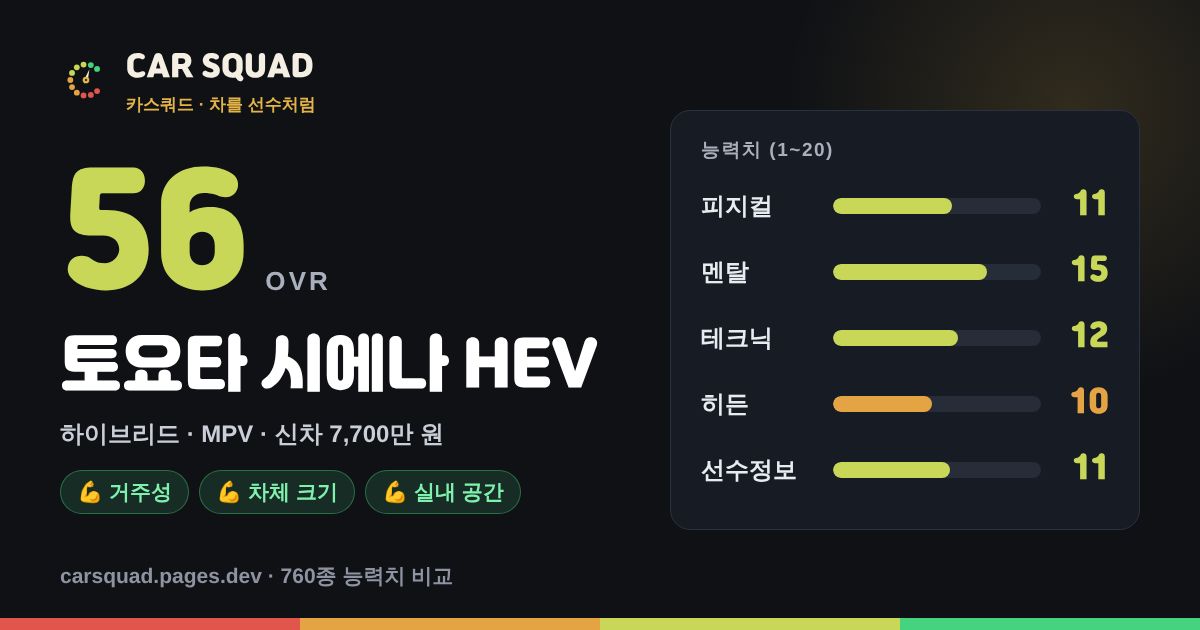 CAR SQUAD
카스쿼드 · 차를 선수처럼
56 OVR
토요타 시에나 HEV
하이브리드 · MPV · 신차 7,700만 원
💪 거주성 💪 차체 크기 💪 실내 공간
carsquad.pages.dev · 760종 능력치 비교
능력치 (1~20)
피지컬 11
멘탈 15
테크닉 12
히든 10
선수정보 11